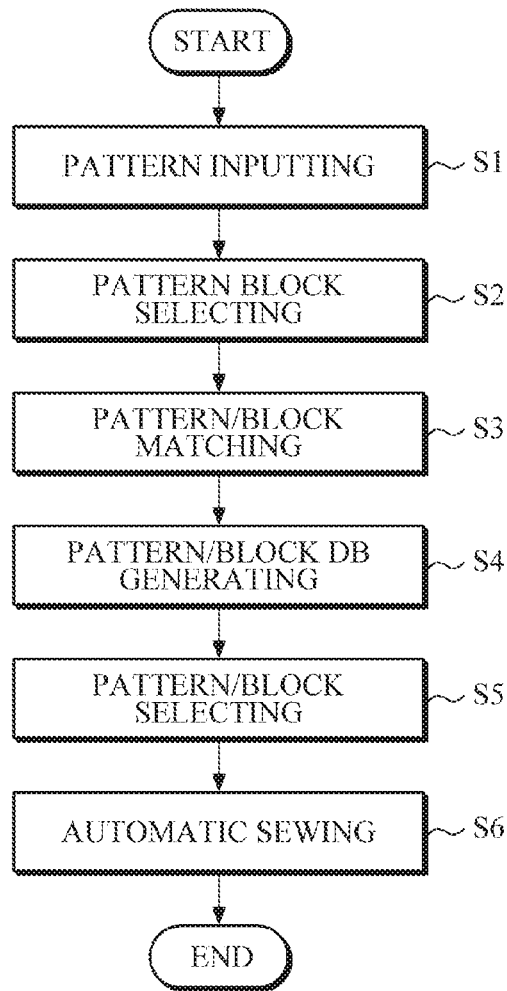 START
PATTERN INPUTTING
S1
PATTERN BLOCK
SELECTING
S2
PATTERN/BLOCK
MATCHING
S3
PATTERN/BLOCK DB
GENERATING
S4
PATTERN/BLOCK
SELECTING
S5
AUTOMATIC SEWING
S6
END